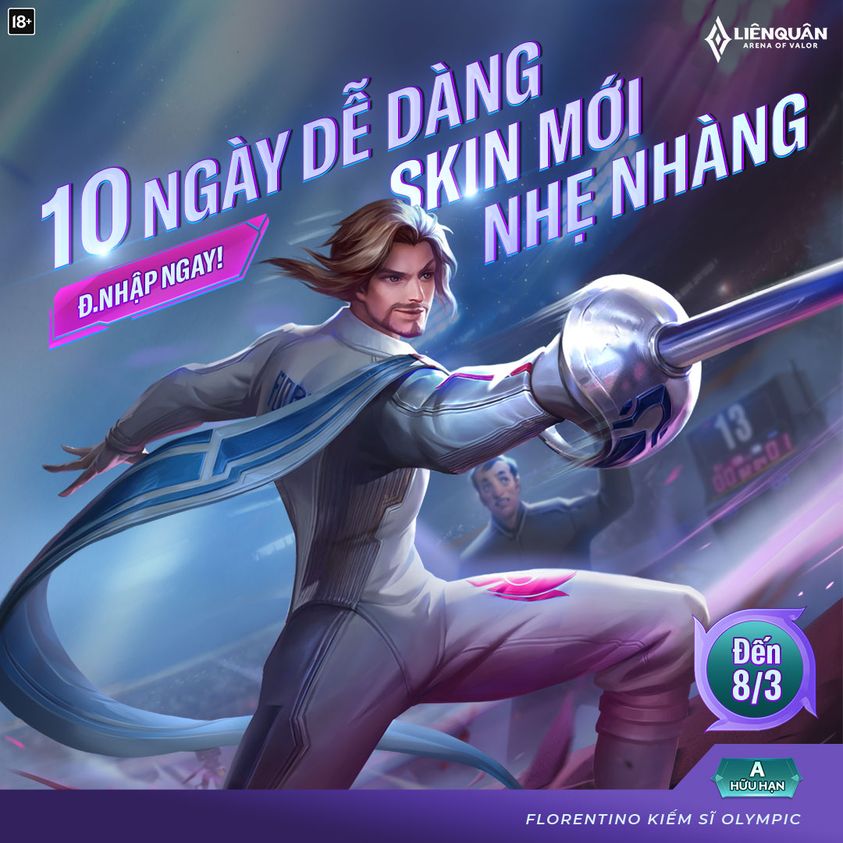 18+
LIÊNQUÂN
ARENA OF VALOR
10 NGÀY DỄ DÀNG
SKIN MỚI
NHẸ NHÀNG
Đ.NHẬP NGAY!
13
Đến
8/3
A
HỮU HẠN
FLORENTINO KIẾM SĨ OLYMPIC